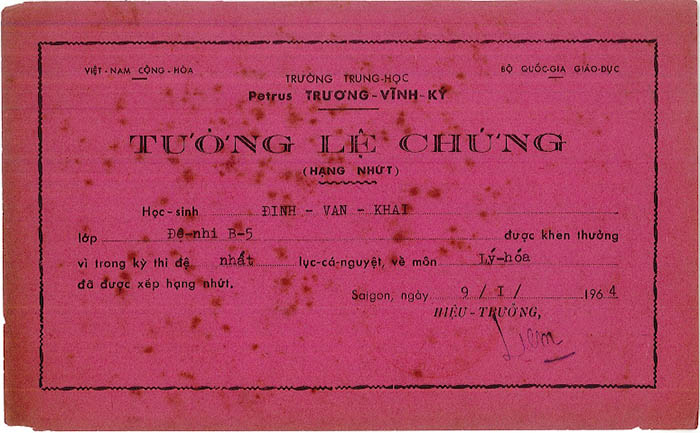 VIỆT-NAM CỘNG-HÒA
BỘ QUỐC-GIA GIÁO-DỤC
TRƯỜNG TRUNG-HỌC
Petrus TRƯƠNG-VĨNH-KÝ
TƯỞNG LỆ CHỨNG
(HẠNG NHỨT)
Học-sinh ĐINH - VAN - KHAI
lớp Đệ-nhi B-5 được khen thưởng
vì trong kỳ thi đệ nhất lục-cá-nguyệt, về môn Lý-hóa
đã được xếp hạng nhứt.
Saigon, ngày 9 / I / 1964
HIỆU-TRƯỞNG,